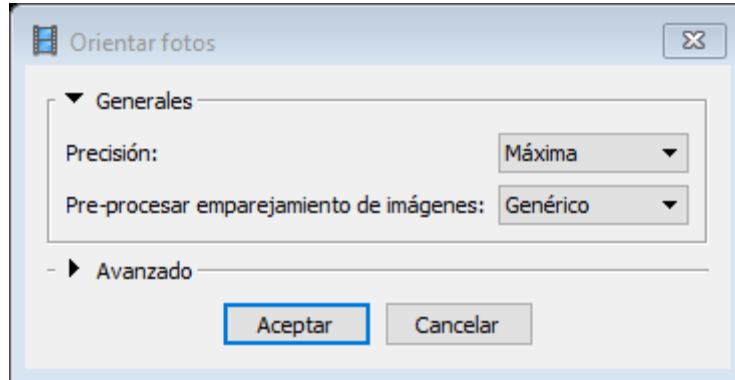 Orientar fotos
Generales
Precisión: Máxima
Pre-procesar emparejamiento de imágenes: Genérico
Avanzado
Aceptar Cancelar